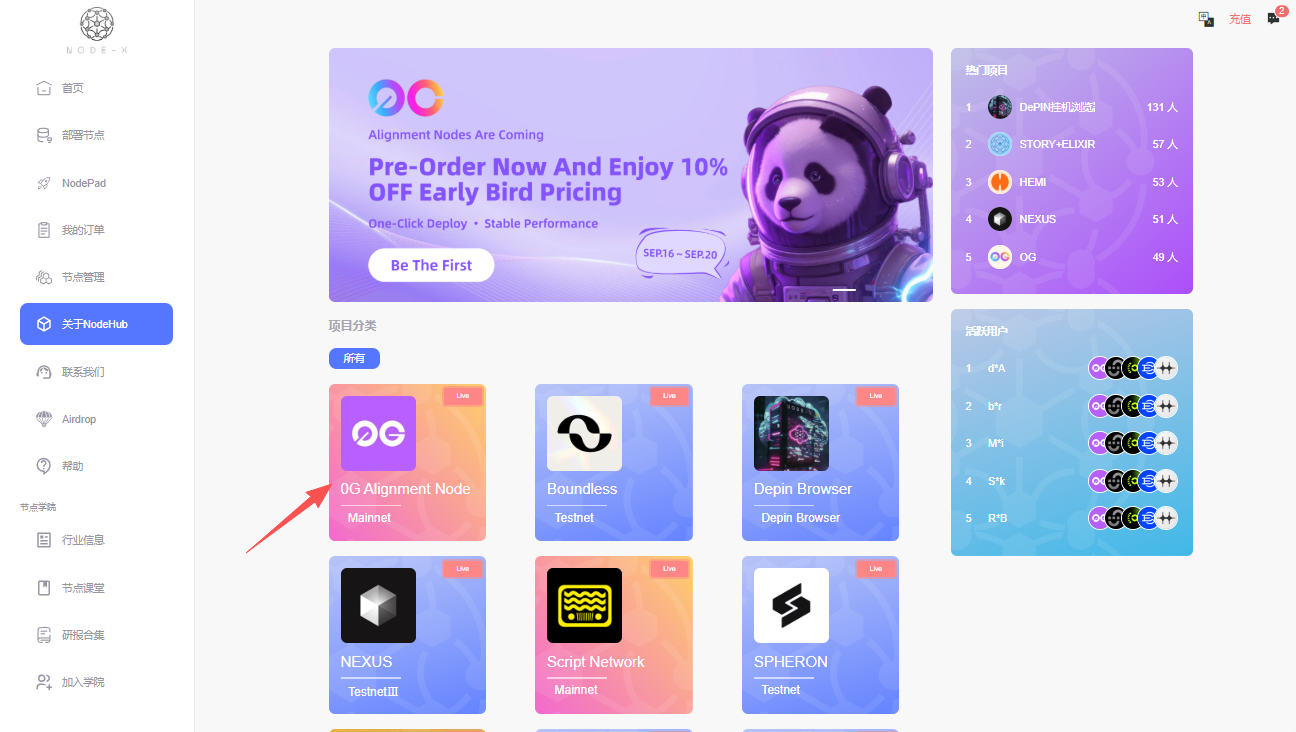 NODE-X
首页
部署节点
NodePad
我的订单
节点管理
关于NodeHub
联系我们
Airdrop
帮助
节点学院
行业信息
节点课堂
研报合集
加入学院
充值
2
0G
Alignment Nodes Are Coming
Pre-Order Now And Enjoy 10%
OFF Early Bird Pricing
One-Click Deploy • Stable Performance
Be The First
SEP.16 ~ SEP.20
项目分类
所有
Live
0G
0G Alignment Node
Mainnet
Live
Boundless
Testnet
Live
Depin Browser
Depin Browser
NEXUS
TestnetⅢ
Live
Script Network
Mainnet
Live
SPHERON
Testnet
Live
热门项目
1 DePIN挂机浏览 131 人
2 STORY+ELIXIR 57 人
3 HEMI 53 人
4 NEXUS 51 人
5 OG 49 人
活跃用户
1 d*A
2 b*r
3 M*i
4 S*k
5 R*B